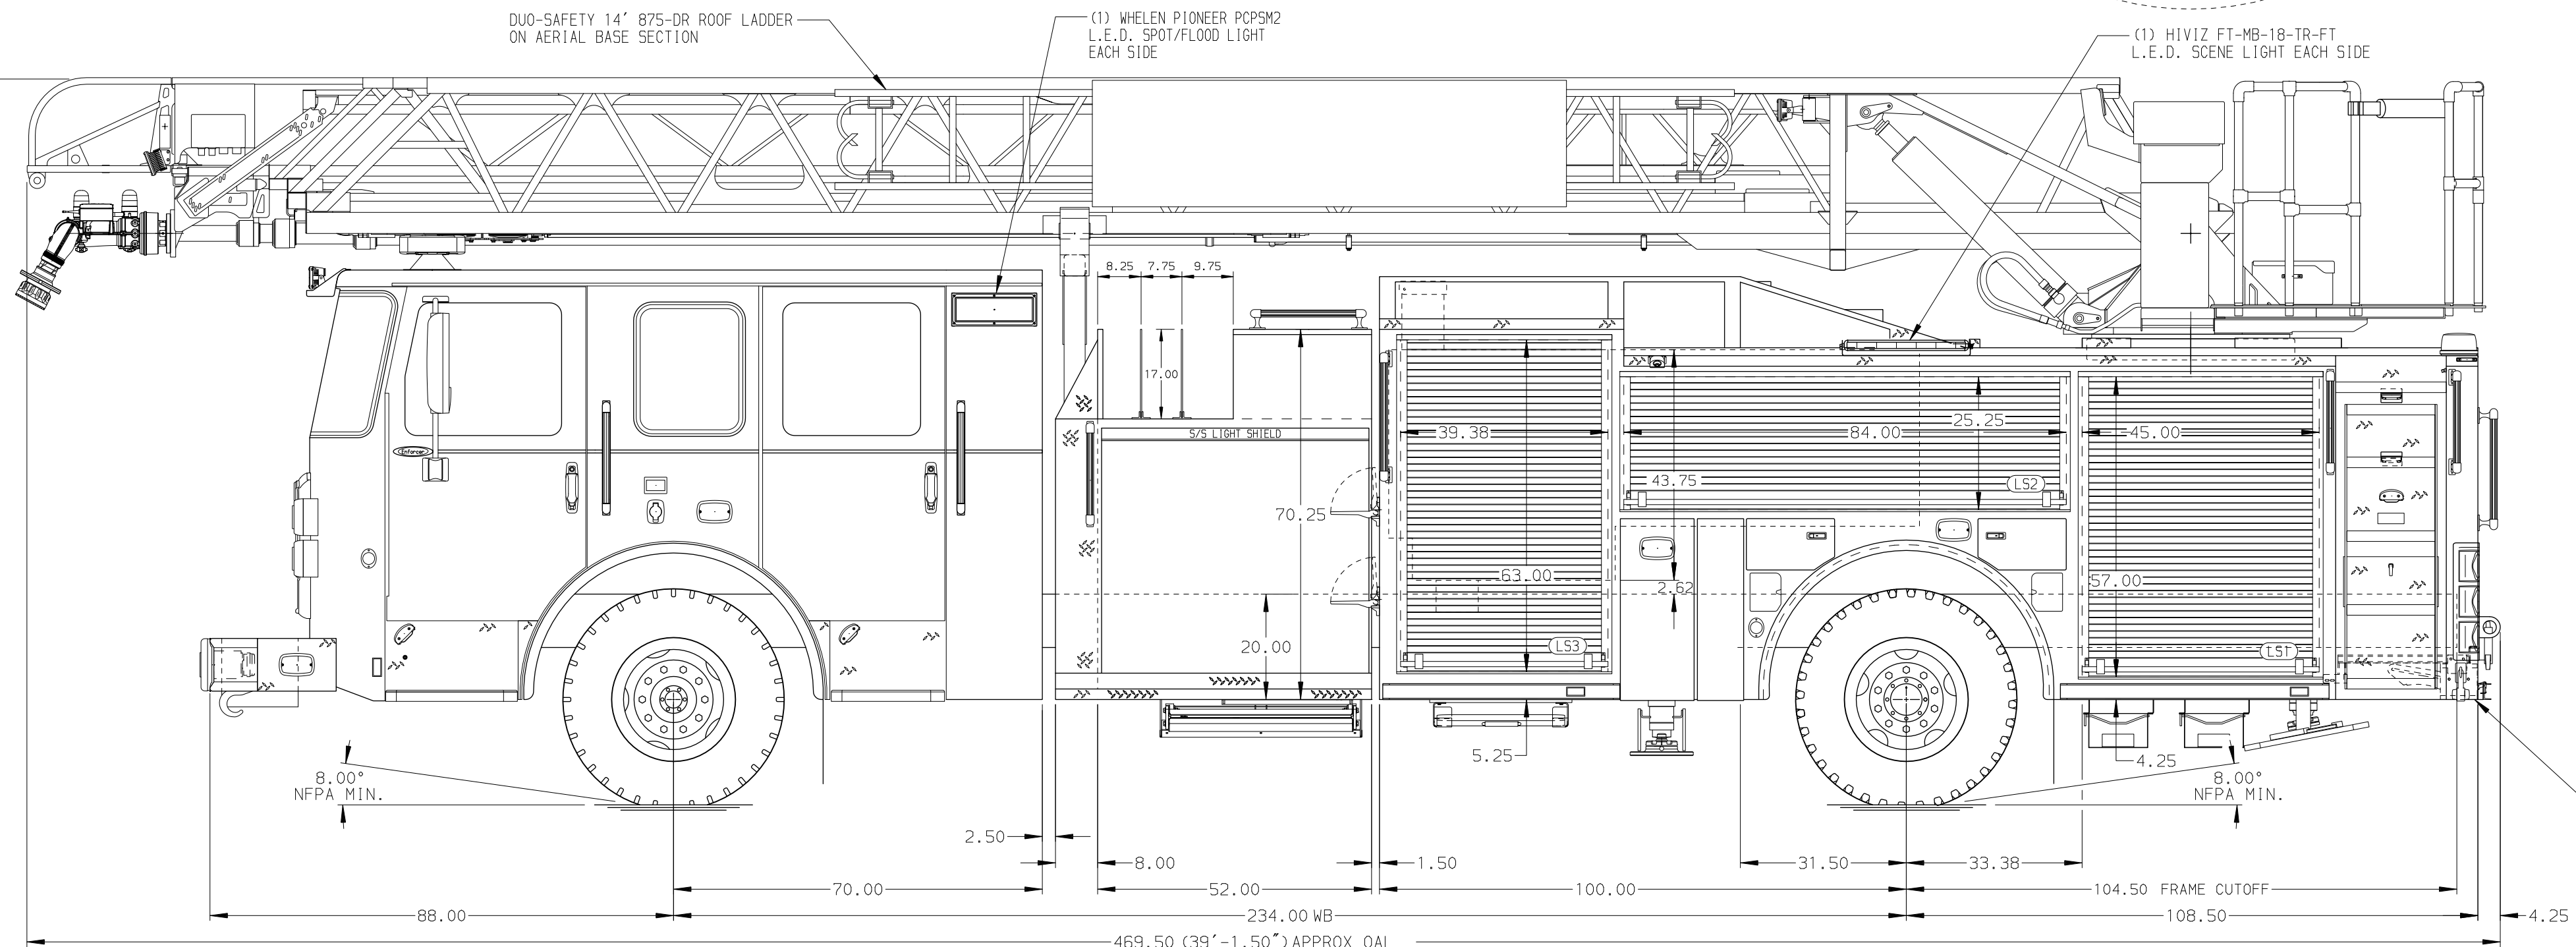 DUO-SAFETY 14' 875-DR ROOF LADDER
ON AERIAL BASE SECTION
(1) WHELEN PIONEER PCPSM2
L.E.D. SPOT/FLOOD LIGHT
EACH SIDE
(1) HIVIZ FT-MB-18-TR-FT
L.E.D. SCENE LIGHT EACH SIDE
8.25
7.75
9.75
17.00
S/S LIGHT SHIELD
Enforcer
39.38
84.00
25.25
45.00
43.75
LS2
70.25
63.00
2.62
57.00
20.00
LS3
LS1
5.25
4.25
8.00°
NFPA MIN.
8.00°
NFPA MIN.
2.50
8.00
1.50
31.50
33.38
70.00
52.00
100.00
104.50 FRAME CUTOFF
88.00
234.00 WB
108.50
4.25
469.50 (39'-1.50") APPROX OAL